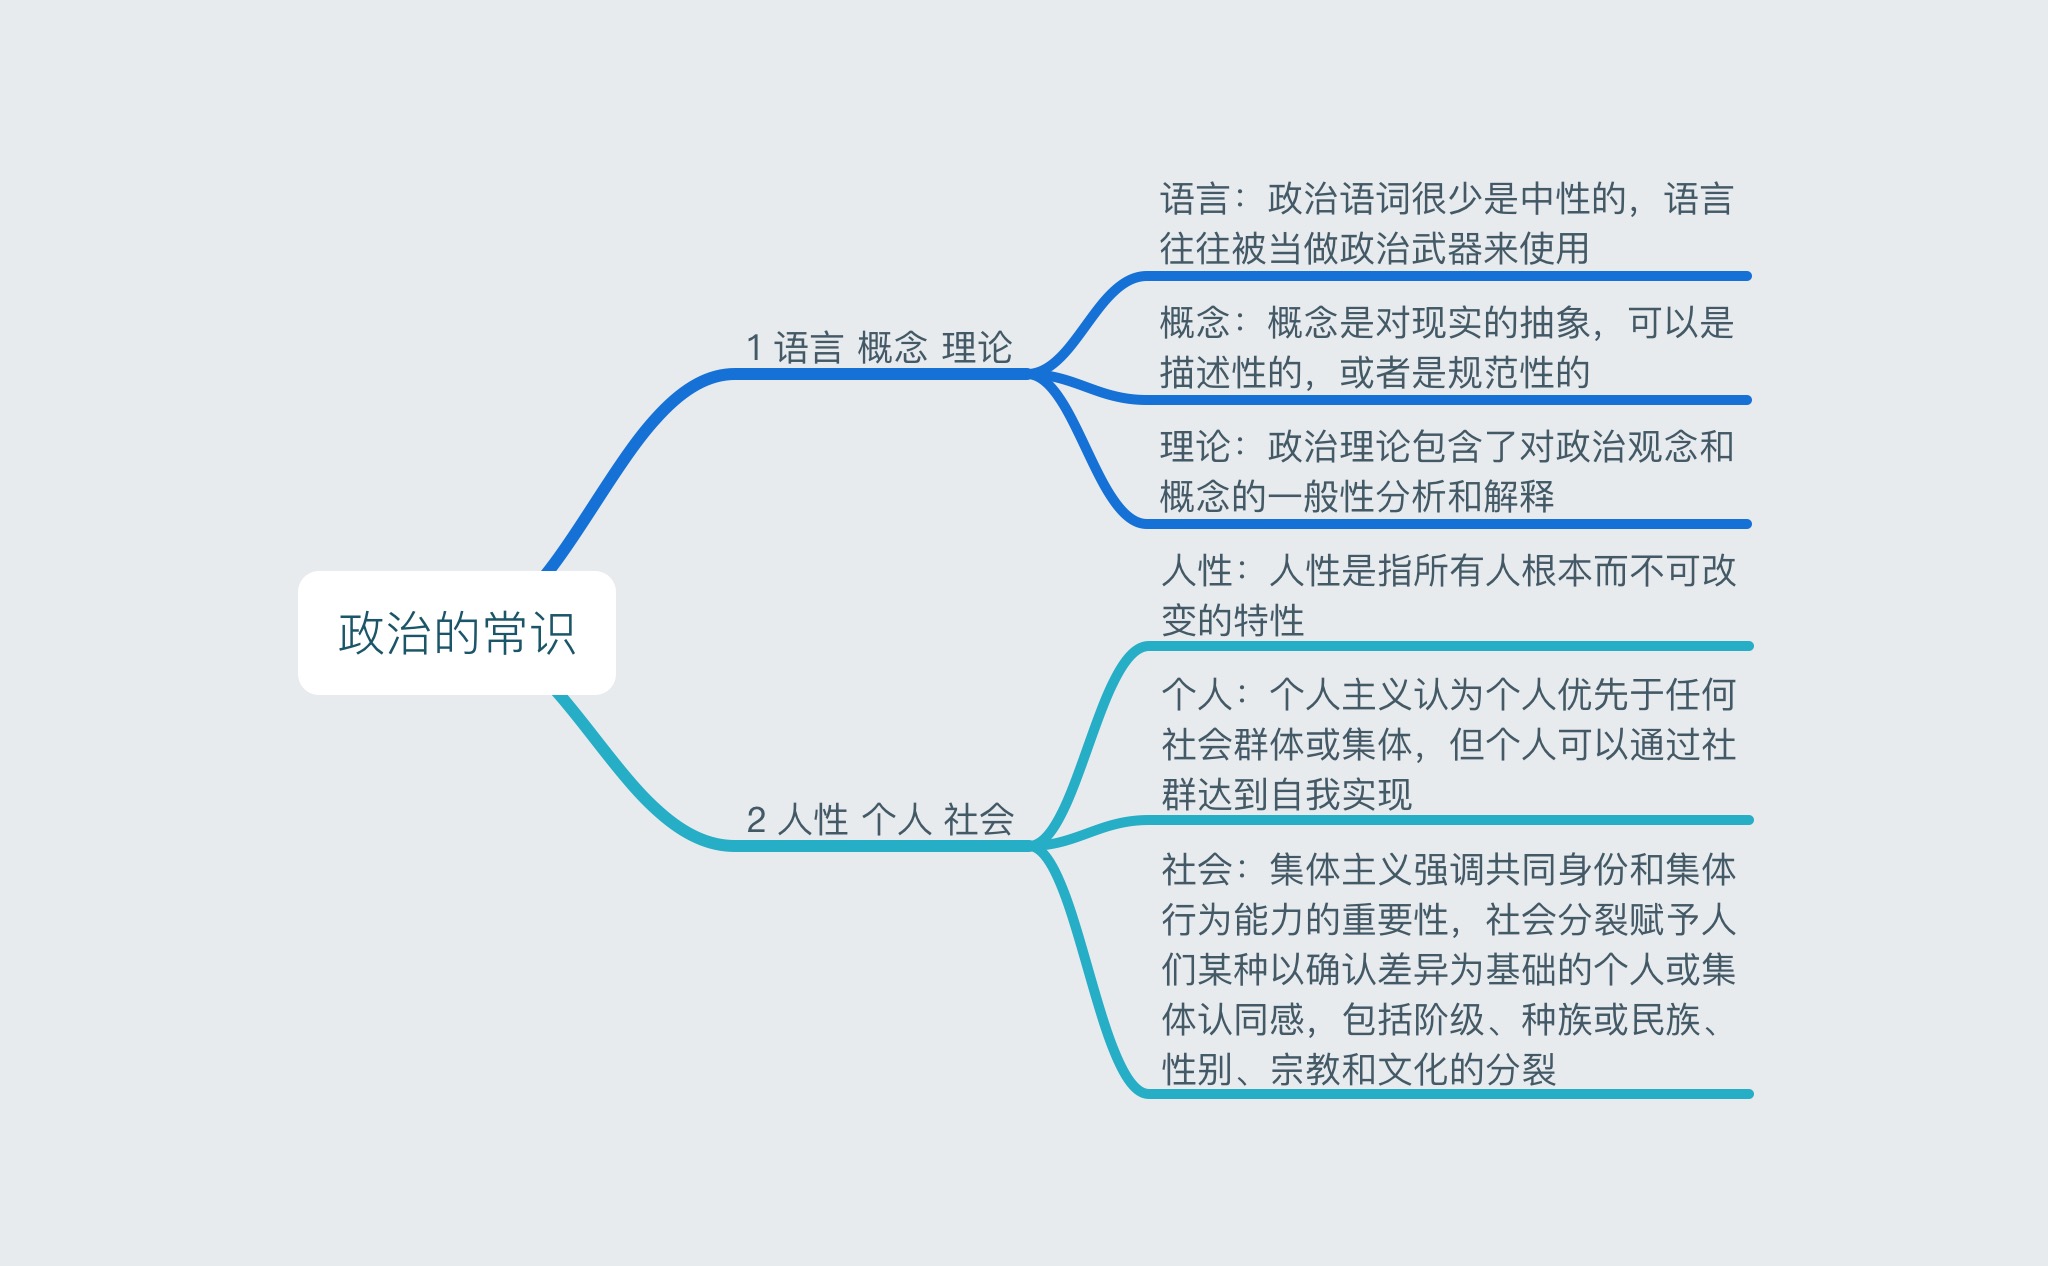 政治的常识
1 语言 概念 理论
语言：政治语词很少是中性的，语言
往往被当做政治武器来使用
概念：概念是对现实的抽象，可以是
描述性的，或者是规范性的
理论：政治理论包含了对政治观念和
概念的一般性分析和解释
2 人性 个人 社会
人性：人性是指所有人根本而不可改
变的特性
个人：个人主义认为个人优先于任何
社会群体或集体，但个人可以通过社
群达到自我实现
社会：集体主义强调共同身份和集体
行为能力的重要性，社会分裂赋予人
们某种以确认差异为基础的个人或集
体认同感，包括阶级、种族或民族、
性别、宗教和文化的分裂